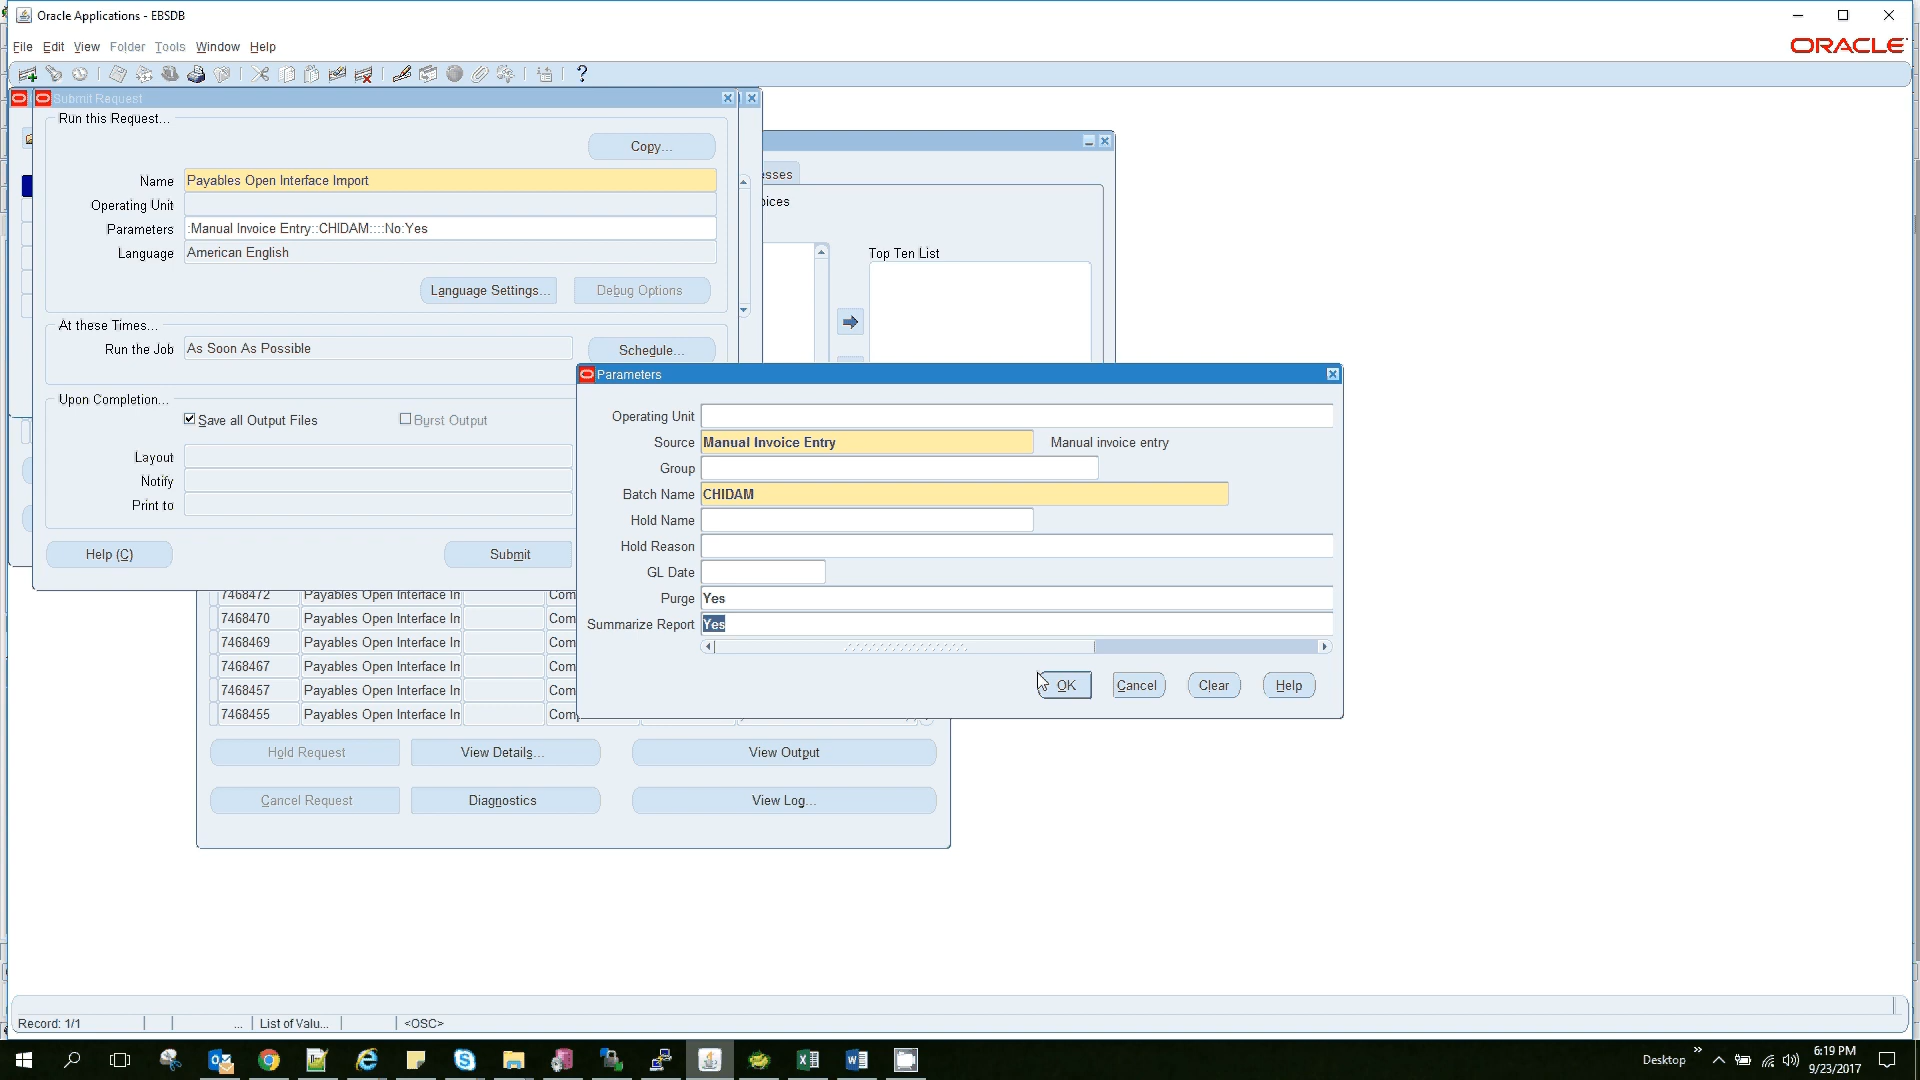 Oracle Applications - EBSDB
File Edit View Folder Tools Window Help
ORACLE
Submit Request
Run this Request...
Copy...
Name Payables Open Interface Import
Operating Unit
Parameters :Manual Invoice Entry::CHIDAM::::No:Yes
Language American English
Language Settings... Debug Options
At these Times...
Run the Job As Soon As Possible Schedule...
Upon Completion...
Save all Output Files Burst Output
Layout
Notify
Print to
Help (C) Submit
Top Ten List
Parameters
Operating Unit
Source Manual Invoice Entry Manual invoice entry
Group
Batch Name CHIDAM
Hold Name
Hold Reason
GL Date
Purge Yes
Summarize Report Yes
OK Cancel Clear Help
7468472 Payables Open Interface In Com
7468470 Payables Open Interface In Com
7468469 Payables Open Interface In Com
7468467 Payables Open Interface In Com
7468457 Payables Open Interface In Com
7468455 Payables Open Interface In Com
Hold Request View Details... View Output
Cancel Request Diagnostics View Log...
Record: 1/1 ... List of Valu... <OSC>
Desktop
6:19 PM
9/23/2017